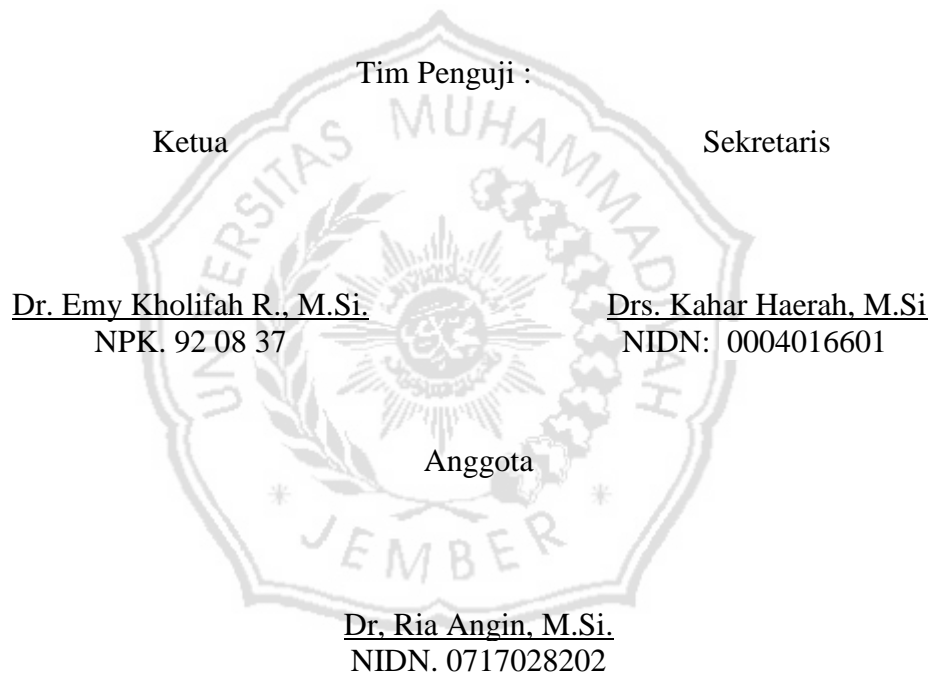 Tim Penguji :
Ketua Sekretaris
Dr. Emy Kholifah R., M.Si. Drs. Kahar Haerah, M.Si
NPK. 92 08 37 NIDN: 0004016601
Anggota
Dr, Ria Angin, M.Si.
NIDN. 0717028202
UNIVERSITAS MUHAMMADIYAH
JEMBER